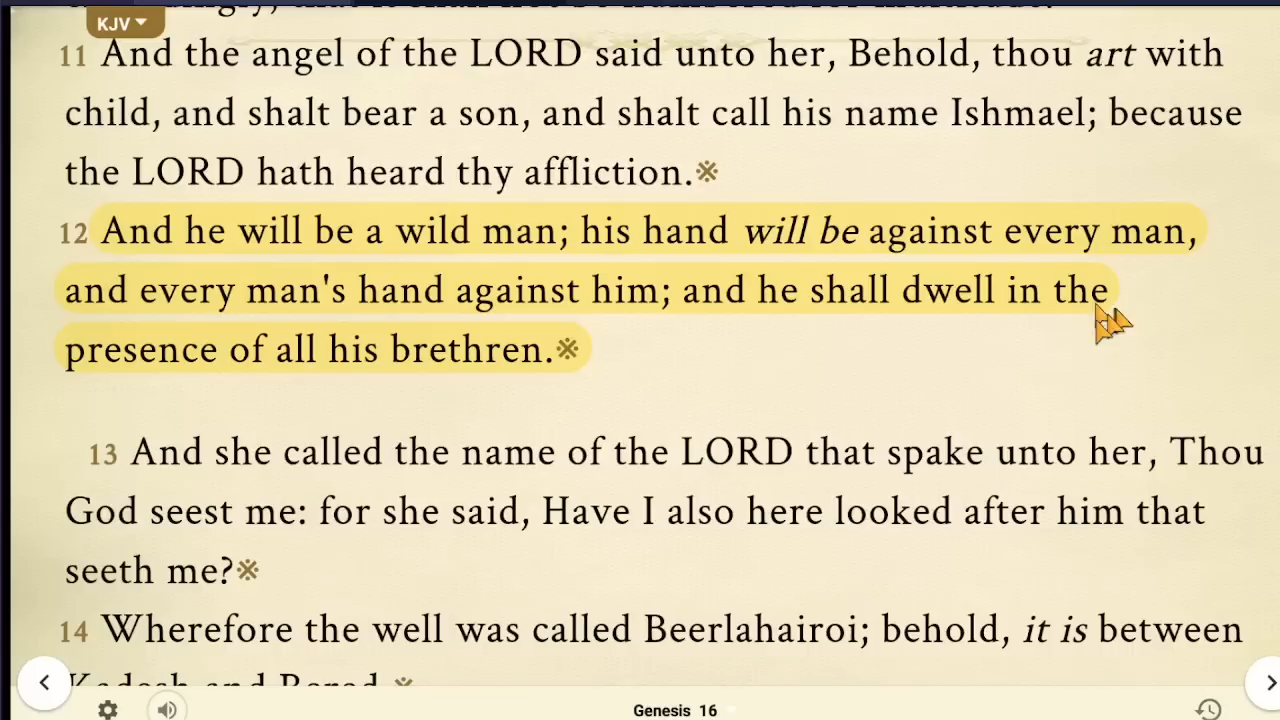 KJV
11 And the angel of the LORD said unto her, Behold, thou art with
child, and shalt bear a son, and shalt call his name Ishmael; because
the LORD hath heard thy affliction.※
12 And he will be a wild man; his hand will be against every man,
and every man's hand against him; and he shall dwell in the
presence of all his brethren.※
13 And she called the name of the LORD that spake unto her, Thou
God seest me: for she said, Have I also here looked after him that
seeth me?※
14 Wherefore the well was called Beerlahairoi; behold, it is between
Kadesh and Bered.※
Genesis 16